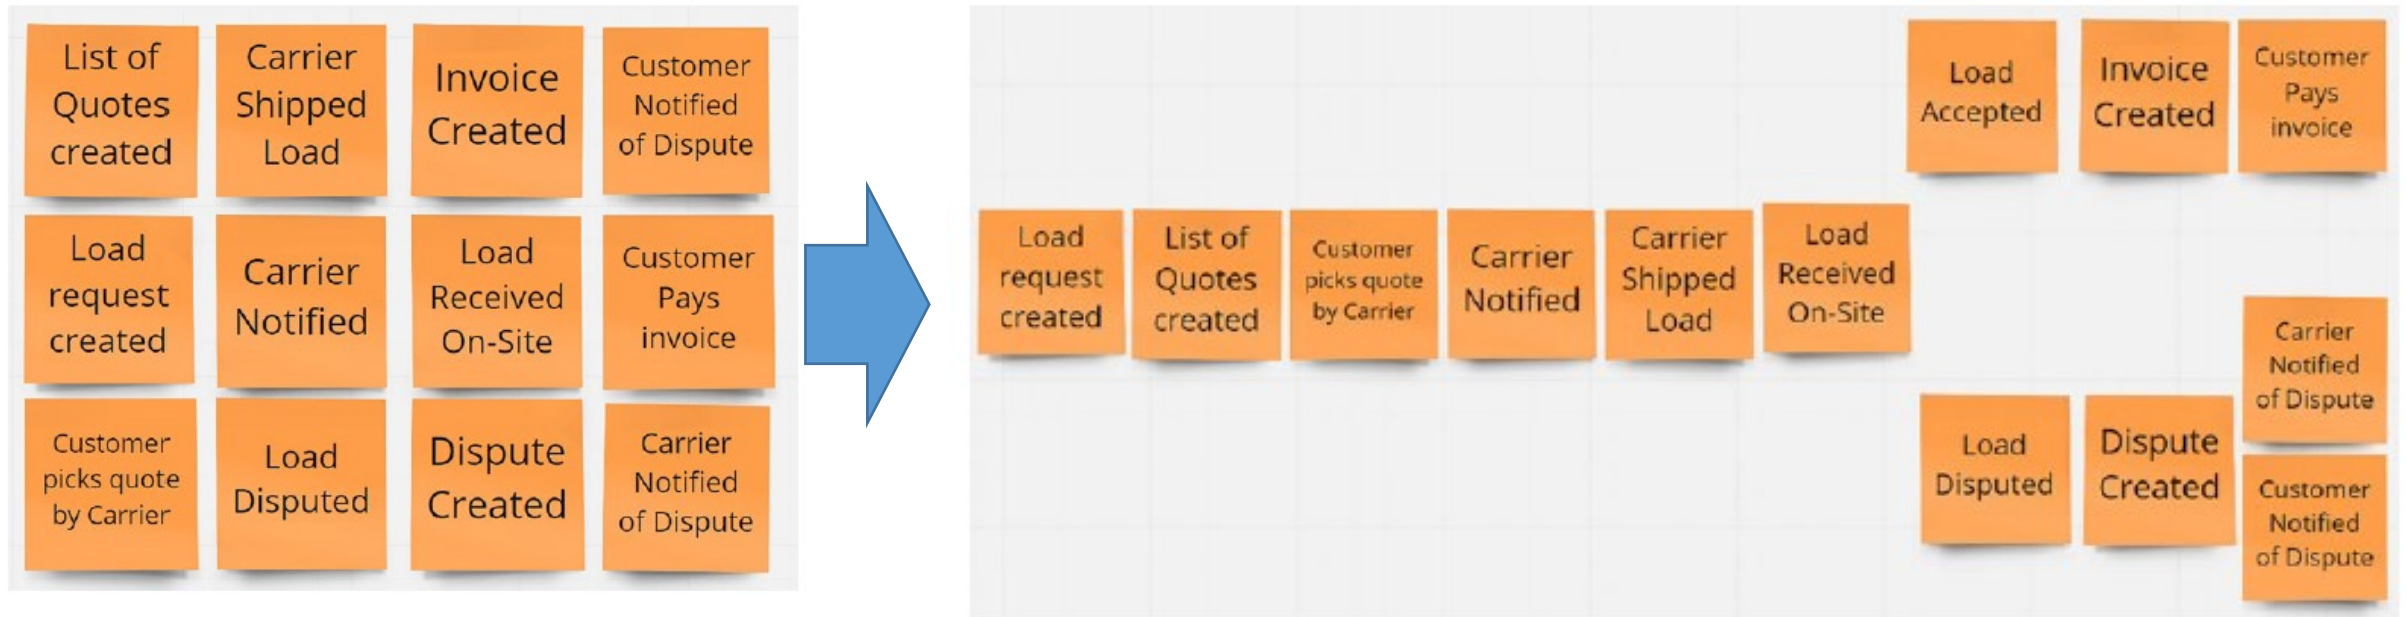 List of
Quotes
created
Carrier
Shipped
Load
Invoice
Created
Customer
Notified
of Dispute
Load
request
created
Carrier
Notified
Load
Received
On-Site
Customer
Pays
invoice
Customer
picks quote
by Carrier
Load
Disputed
Dispute
Created
Carrier
Notified
of Dispute
Load
Accepted
Invoice
Created
Customer
Pays
invoice
Load
request
created
List of
Quotes
created
Customer
picks quote
by Carrier
Carrier
Notified
Carrier
Shipped
Load
Load
Received
On-Site
Load
Disputed
Dispute
Created
Carrier
Notified
of Dispute
Customer
Notified
of Dispute